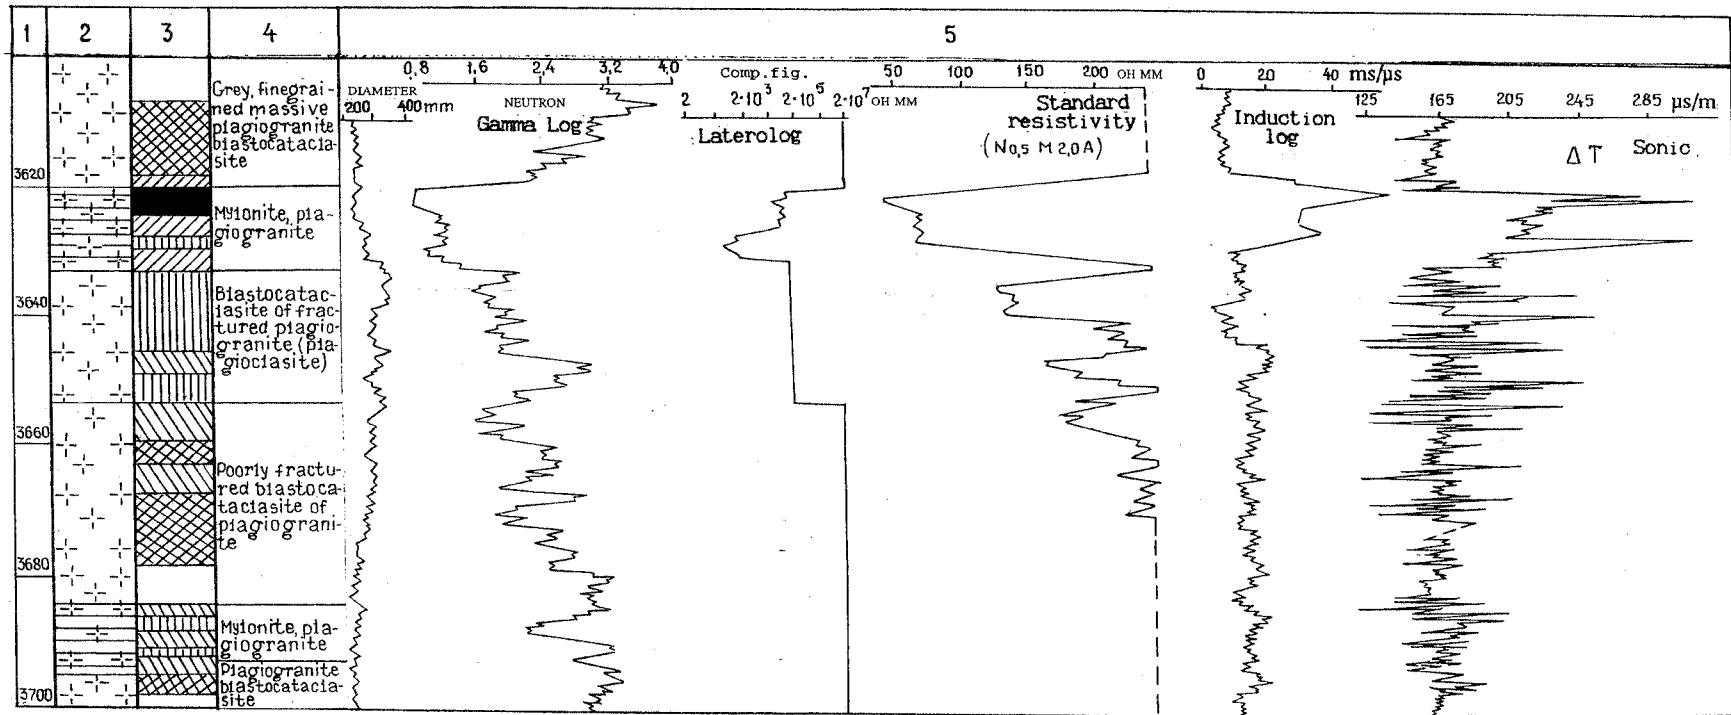 1 2 3 4 5
0,8 1,6 2,4 3,2 4,0
Comp.fig.
50 100 150 200 OH MM
0 20 40 ms/µs
DIAMETER
200 400mm
NEUTRON
Gamma Log
2 2·10³ 2·10⁵ 2·10⁷ OH MM
Laterolog
Standard
resistivity
(No,5 M 2,0A)
Induction
log
125 165 205 245 285 µs/m
ΔT Sonic
Grey, finegrai-
ned massive
plagiogranite
blastocatacla-
site
3620
Mylonite, pla-
giogranite
3640
Blastocatac-
lasite of frac-
tured plagio-
granite (pla-
gioclasite)
3660
Poorly fractu-
red blastoca-
taclasite of
plagiograni-
te
3680
Mylonite, pla-
giogranite
Plagiogranite
blastocatacla-
site
3700